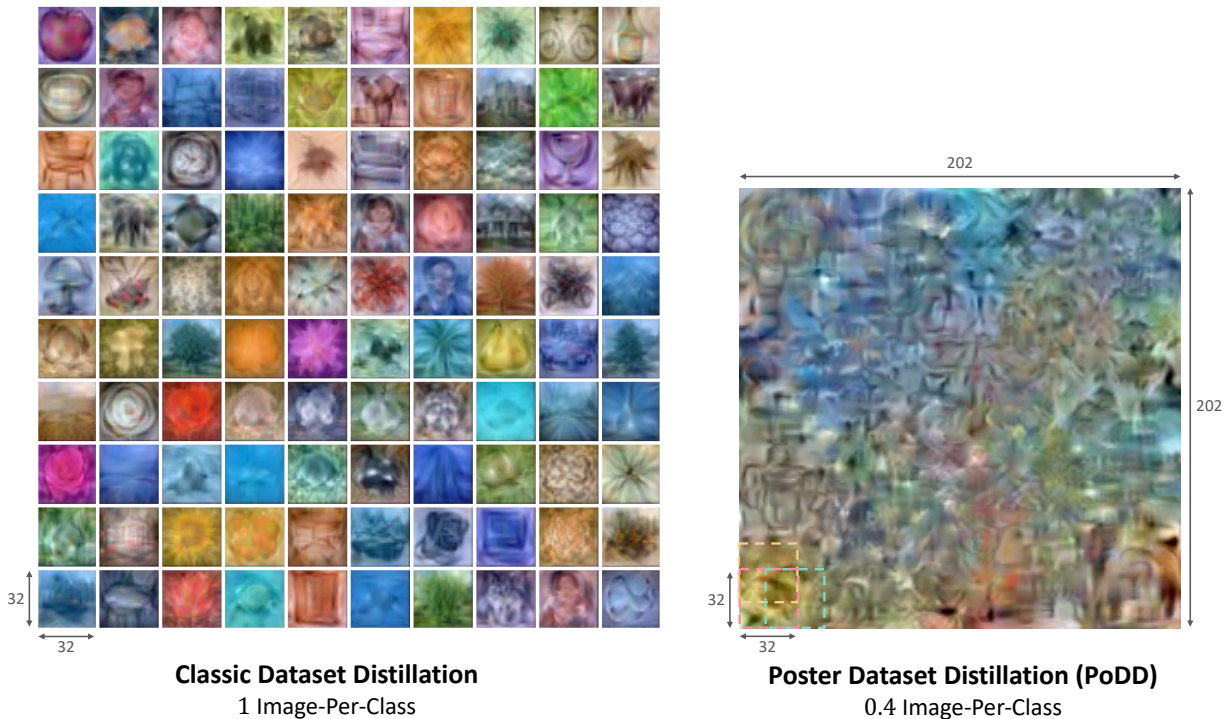 202
202
32
32
32
32
Classic Dataset Distillation
1 Image-Per-Class
Poster Dataset Distillation (PoDD)
0.4 Image-Per-Class